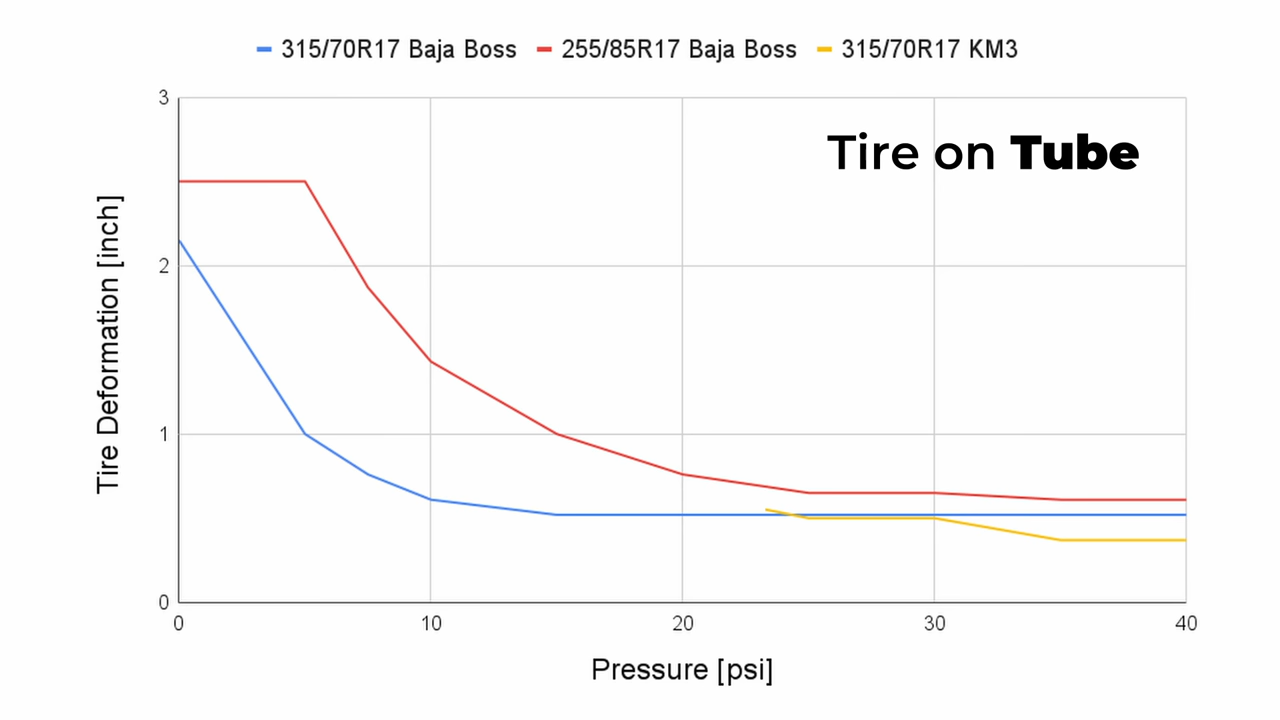 315/70R17 Baja Boss 255/85R17 Baja Boss 315/70R17 KM3
Tire on Tube
Tire Deformation [inch]
3
2
1
0
0 10 20 30 40
Pressure [psi]